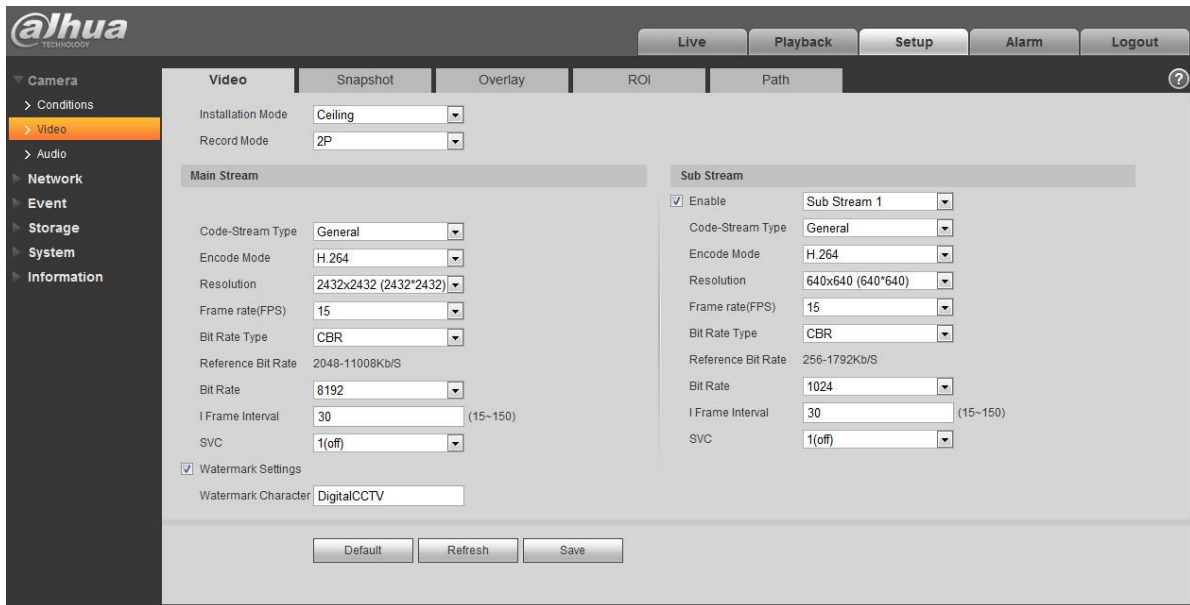 alhua
TECHNOLOGY
Live Playback Setup Alarm Logout
Camera
Conditions
Video
Audio
Network
Event
Storage
System
Information
Video Snapshot Overlay ROI Path
?
Installation Mode Ceiling
Record Mode 2P
Main Stream
Code-Stream Type General
Encode Mode H.264
Resolution 2432x2432 (2432*2432)
Frame rate(FPS) 15
Bit Rate Type CBR
Reference Bit Rate 2048-11008Kb/S
Bit Rate 8192
I Frame Interval 30 (15~150)
SVC 1(off)
Watermark Settings
Watermark Character DigitalCCTV
Sub Stream
Enable Sub Stream 1
Code-Stream Type General
Encode Mode H.264
Resolution 640x640 (640*640)
Frame rate(FPS) 15
Bit Rate Type CBR
Reference Bit Rate 256-1792Kb/S
Bit Rate 1024
I Frame Interval 30 (15~150)
SVC 1(off)
Default Refresh Save